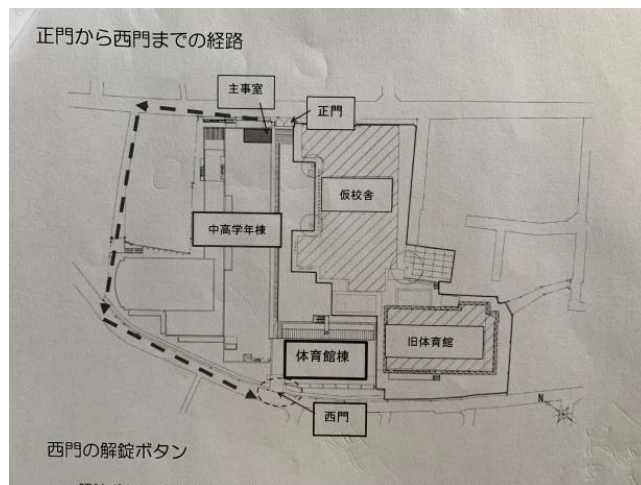 正門から西門までの経路
主事室
正門
仮校舎
中高学年棟
旧体育館
体育館棟
N
西門
西門の解錠ボタン